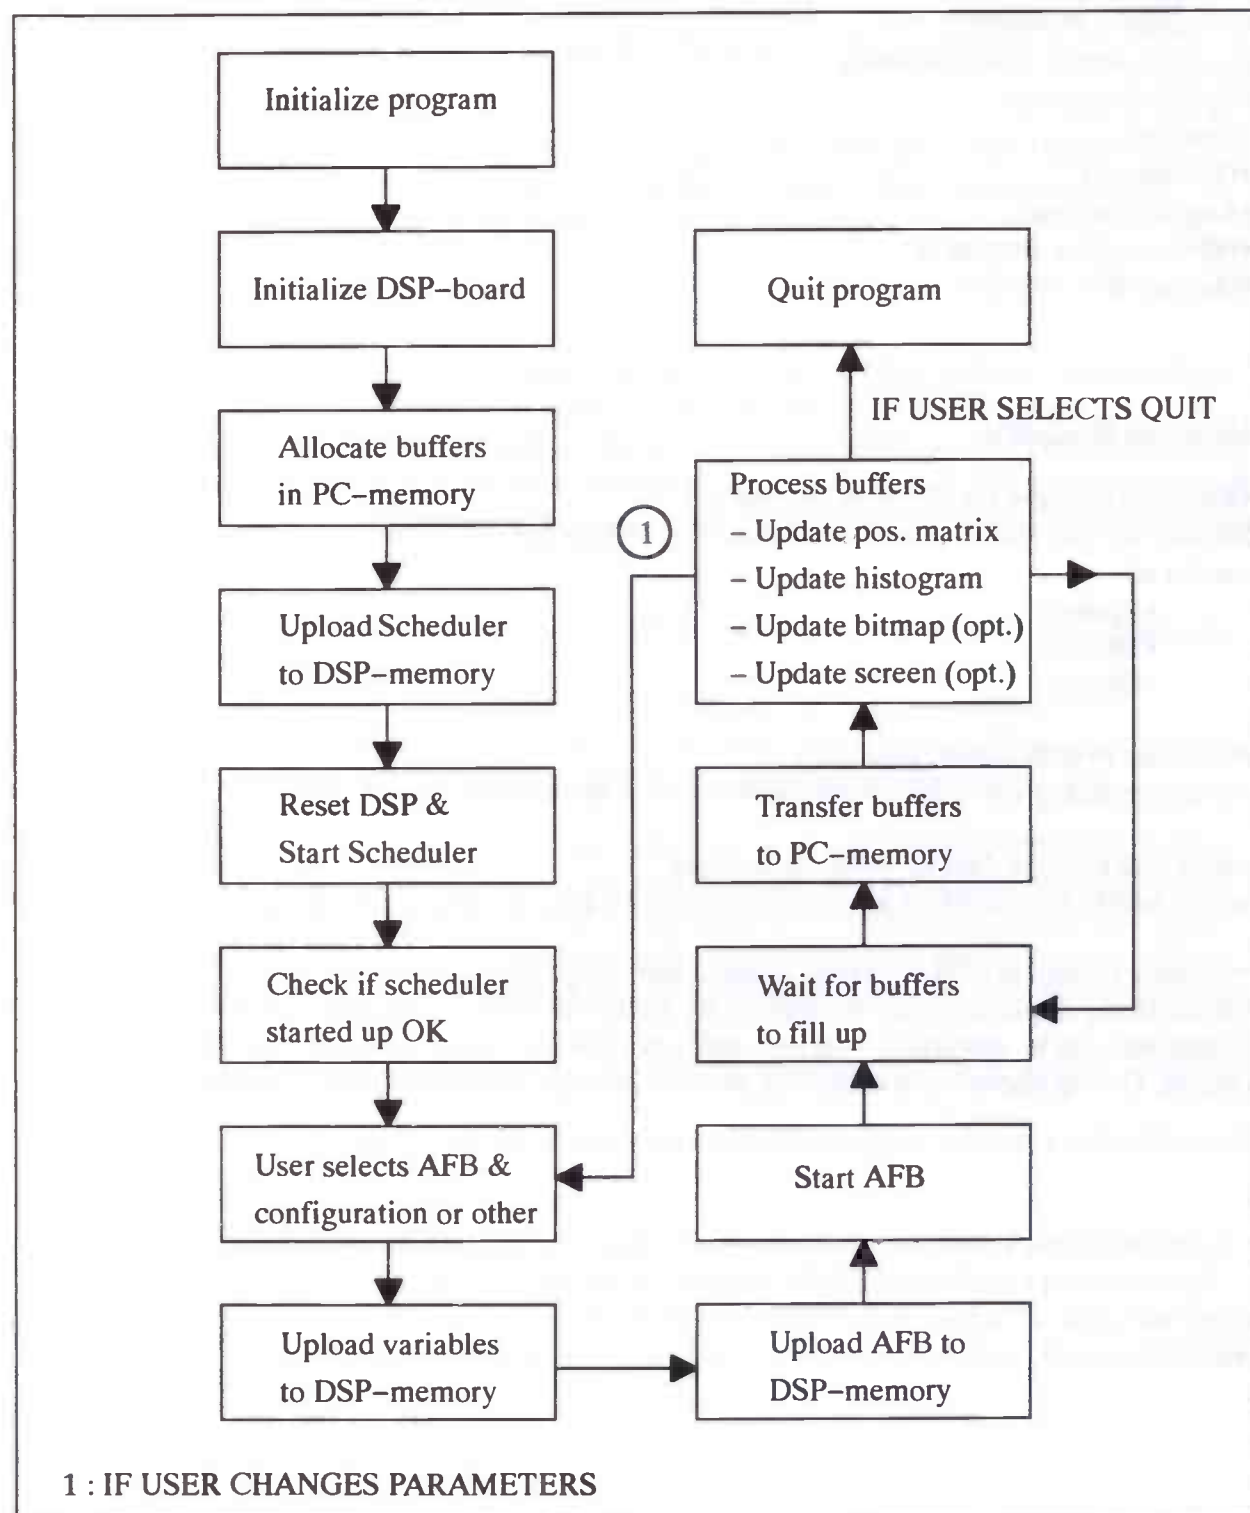 Initialize program
Initialize DSP–board
Allocate buffers
in PC–memory
Upload Scheduler
to DSP–memory
Reset DSP &
Start Scheduler
Check if scheduler
started up OK
User selects AFB &
configuration or other
Upload variables
to DSP–memory
Upload AFB to
DSP–memory
Start AFB
Wait for buffers
to fill up
Transfer buffers
to PC–memory
Process buffers
– Update pos. matrix
– Update histogram
– Update bitmap (opt.)
– Update screen (opt.)
1
IF USER SELECTS QUIT
Quit program
1 : IF USER CHANGES PARAMETERS